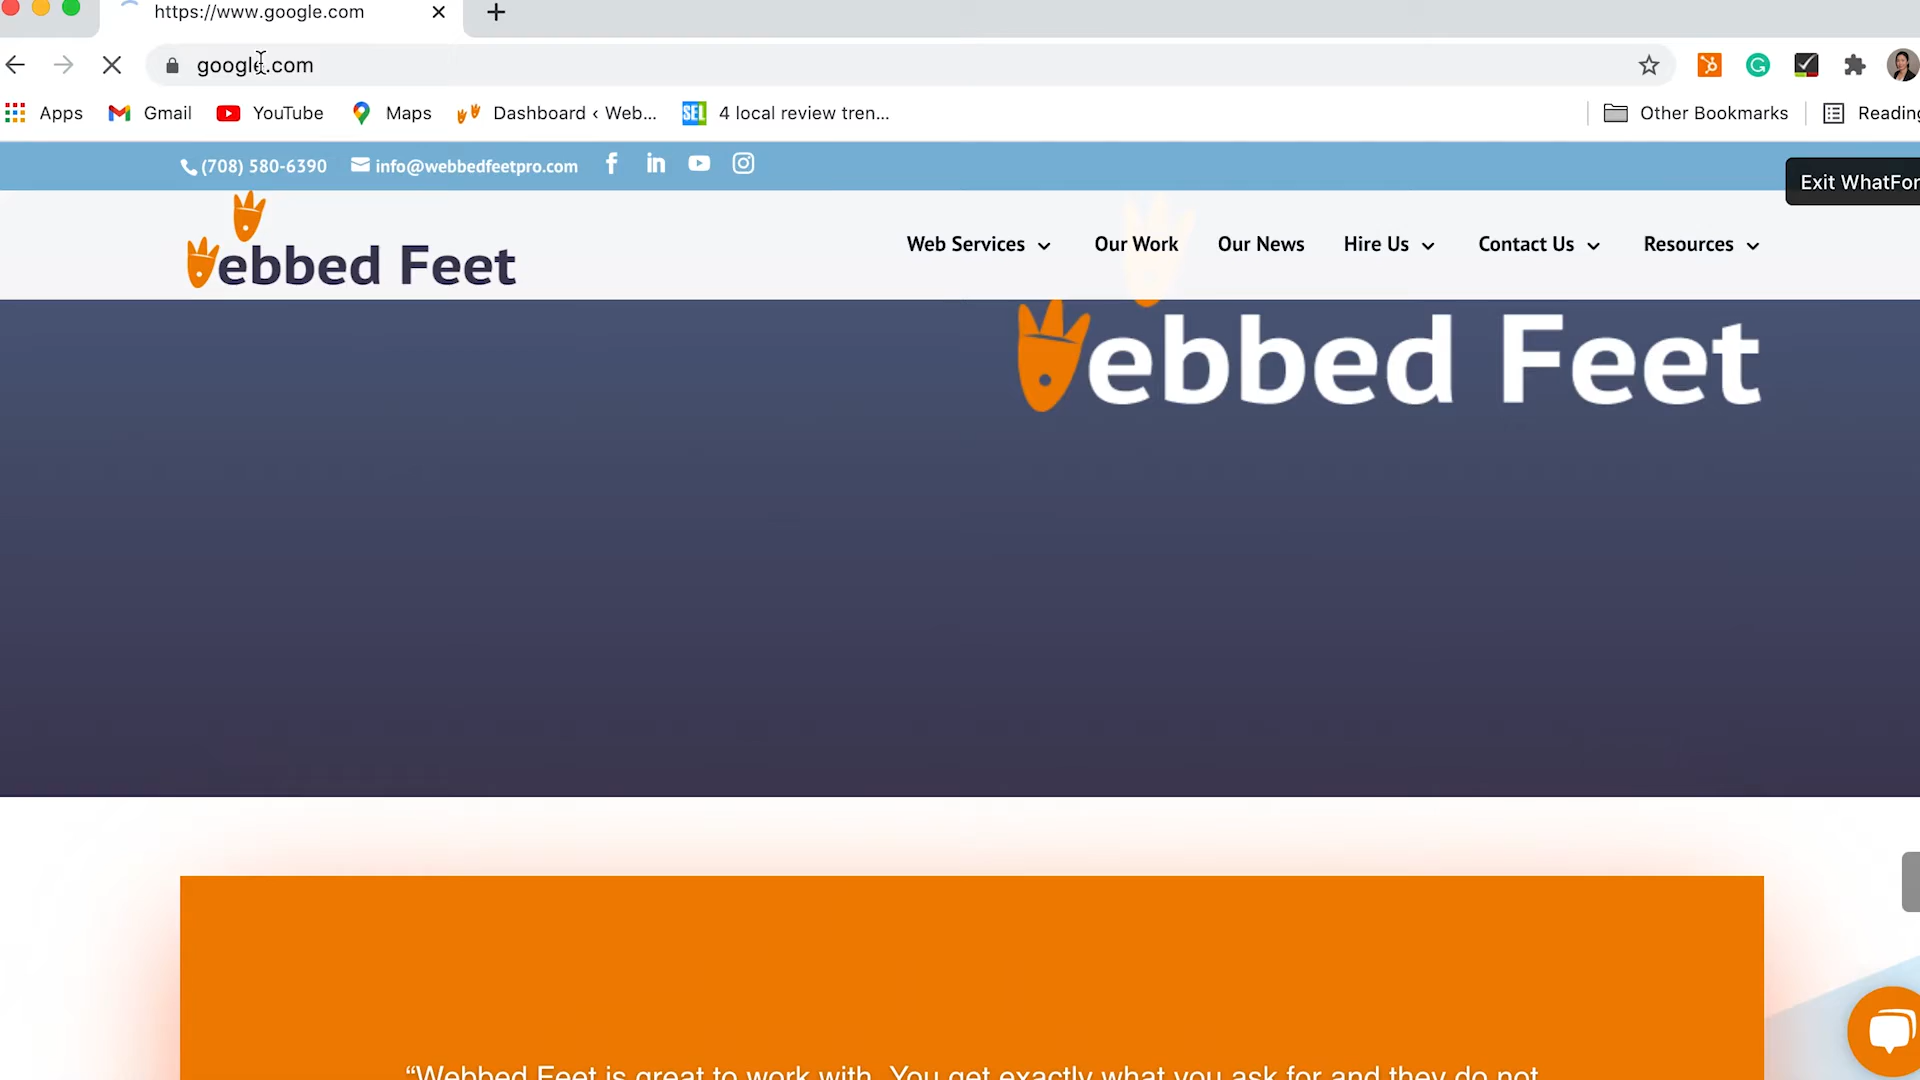 https://www.google.com
google.com
Apps Gmail YouTube Maps Dashboard ‹ Web... SEL 4 local review tren... Other Bookmarks Reading
(708) 580-6390 info@webbedfeetpro.com
Exit WhatFor
Webbed Feet
Web Services Our Work Our News Hire Us Contact Us Resources
Webbed Feet
“Webbed Feet is great to work with. You get exactly what you ask for and they do not